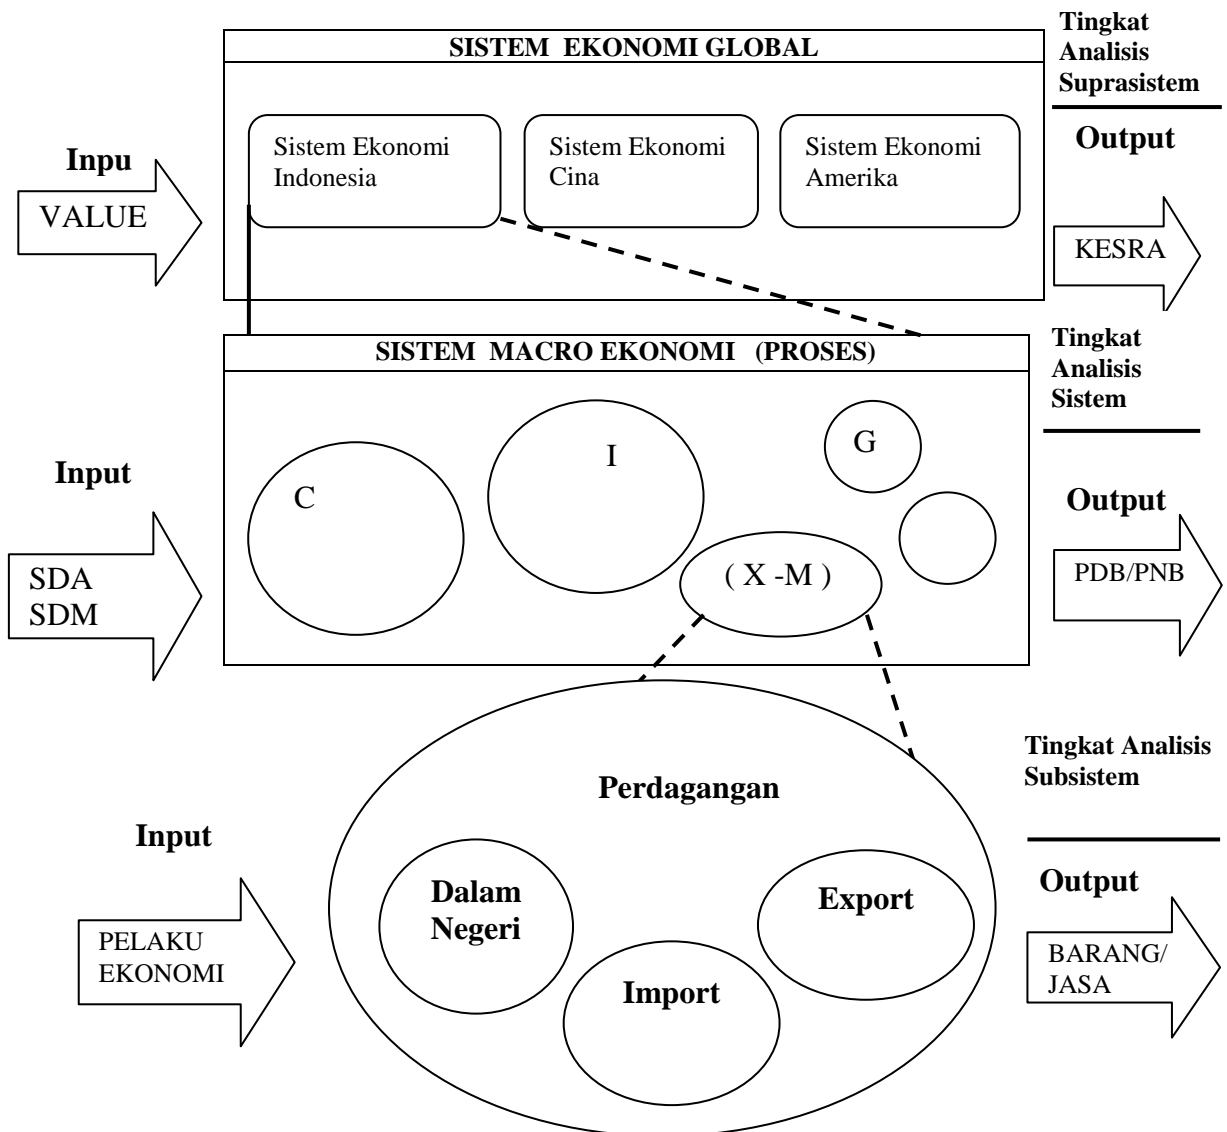 Tingkat
Analisis
Suprasistem
SISTEM EKONOMI GLOBAL
Inpu
VALUE
Sistem Ekonomi
Indonesia
Sistem Ekonomi
Cina
Sistem Ekonomi
Amerika
Output
KESRA
SISTEM MACRO EKONOMI (PROSES)
Tingkat
Analisis
Sistem
Input
SDA
SDM
C
I
G
( X -M )
Output
PDB/PNB
Tingkat Analisis
Subsistem
Perdagangan
Input
PELAKU
EKONOMI
Dalam
Negeri
Import
Export
Output
BARANG/
JASA